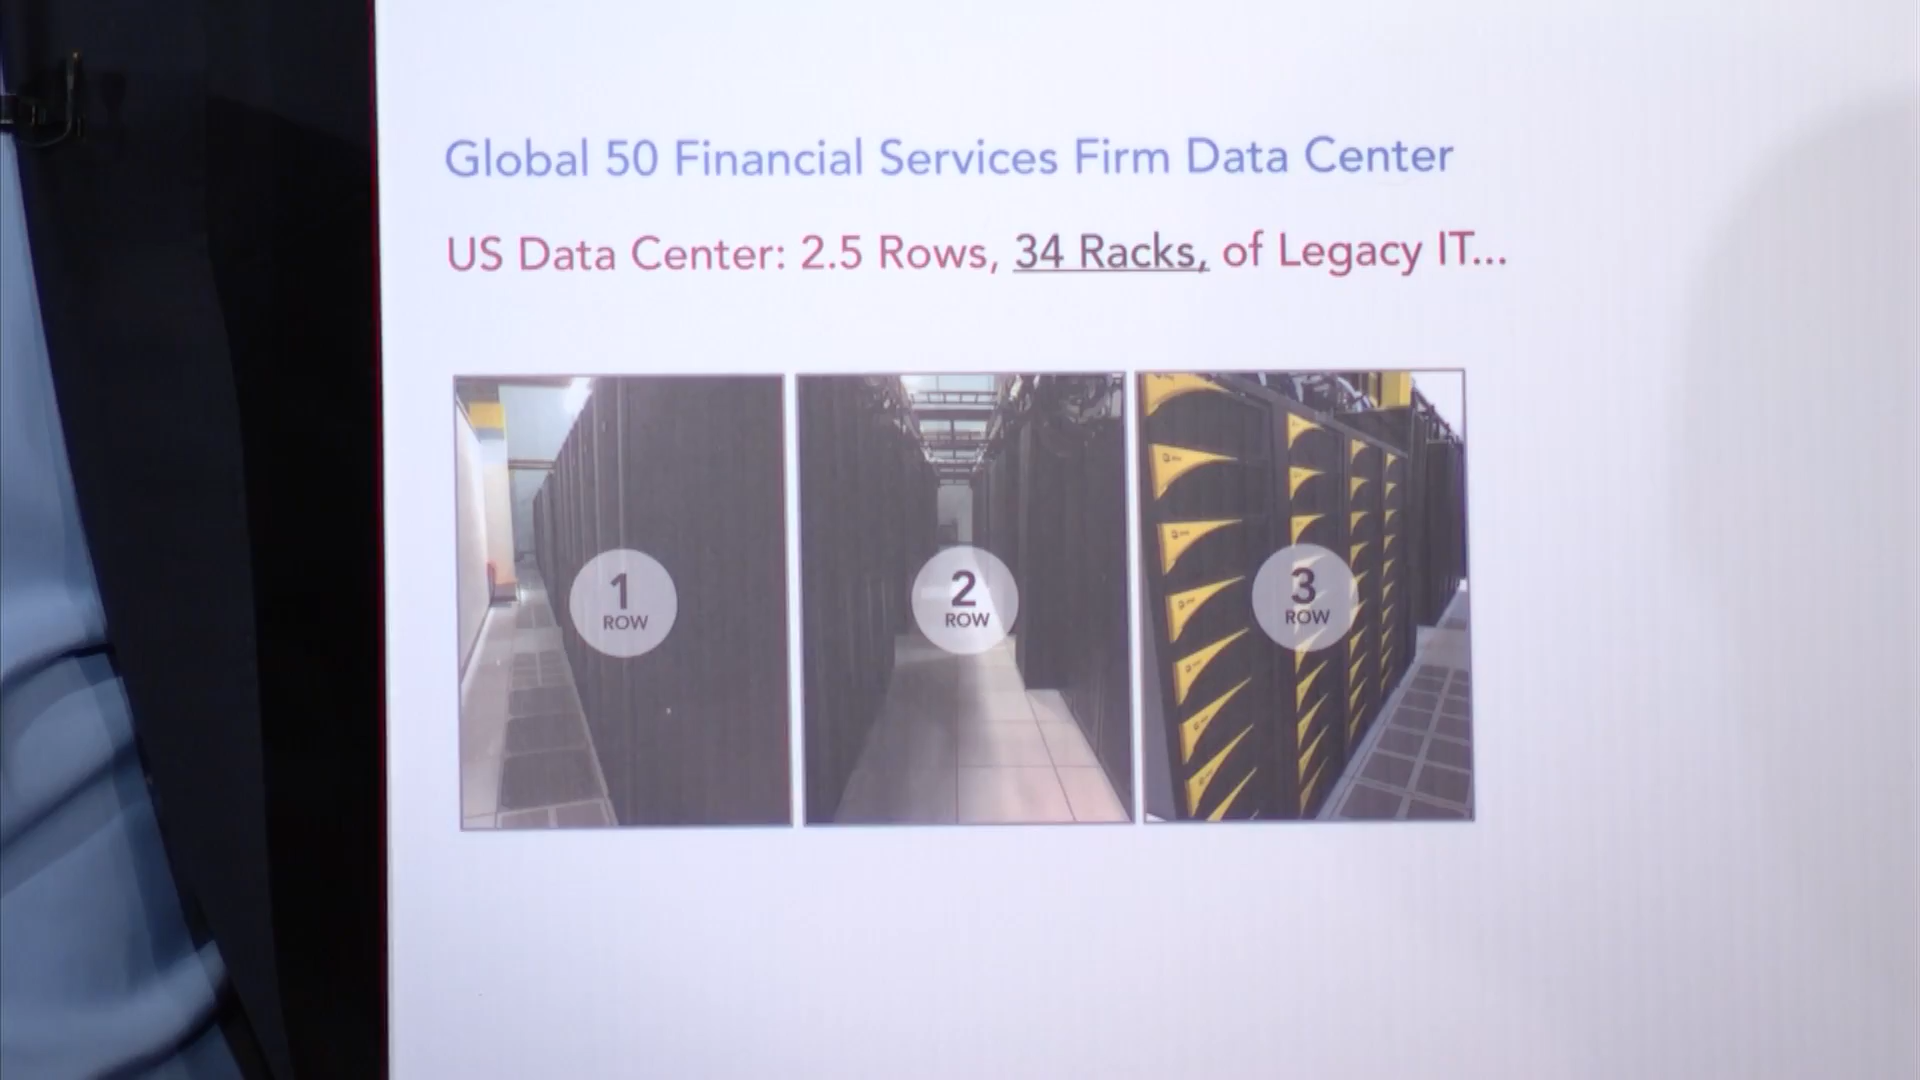 Global 50 Financial Services Firm Data Center
US Data Center: 2.5 Rows, 34 Racks, of Legacy IT...
1
ROW
2
ROW
3
ROW